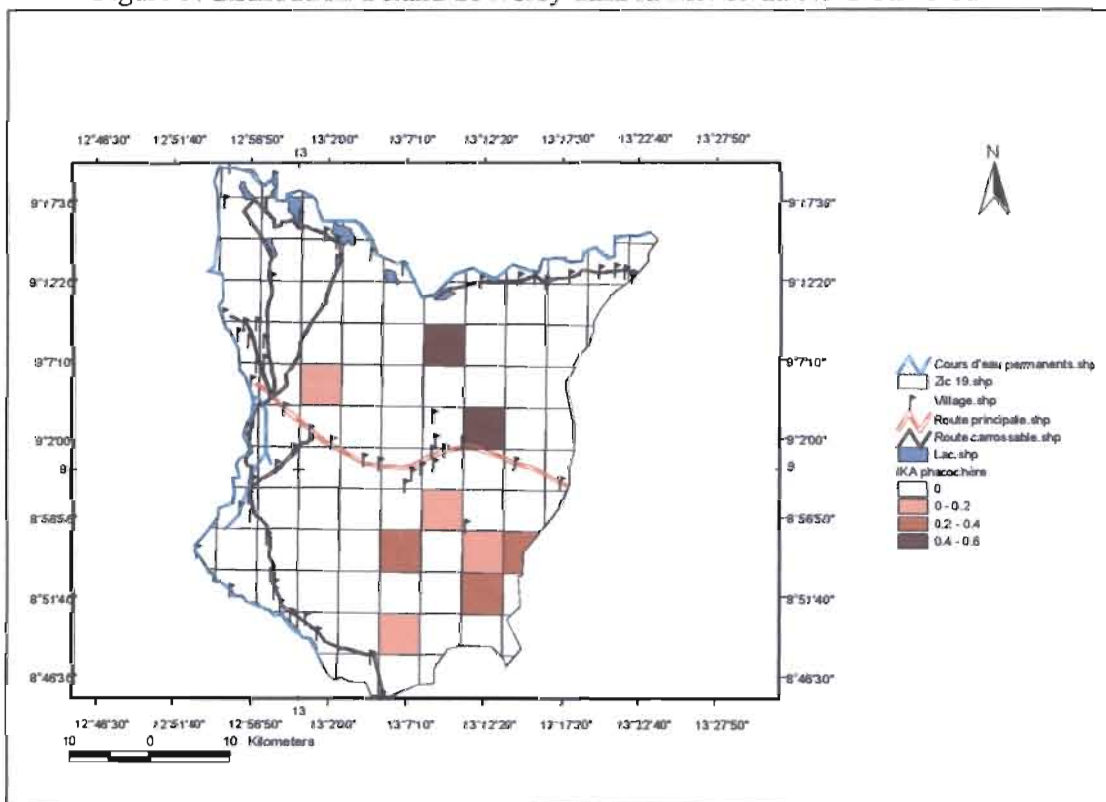 12°46'30" 12°51'40" 12°56'50" 13°2'00" 13°7'10" 13°12'20" 13°17'30" 13°22'40" 13°27'50"
13
N
9°17'30" 9°17'30"
9°12'20" 9°12'20"
9°7'10" 9°7'10"
9°2'00" 9°2'00"
9 9
8°56'50" 8°56'50"
8°51'40" 8°51'40"
8°46'30" 8°46'30"
Cours d'eau permanents.shp
Zic 19.shp
Village.shp
Route principale.shp
Route carrossable.shp
Lac.shp
IKA phacochère
0
0 - 0.2
0.2 - 0.4
0.4 - 0.6
13
12°46'30" 12°51'40" 12°56'50" 13°2'00" 13°7'10" 13°12'20" 13°17'30" 13°22'40" 13°27'50"
10 0 10 Kilometers